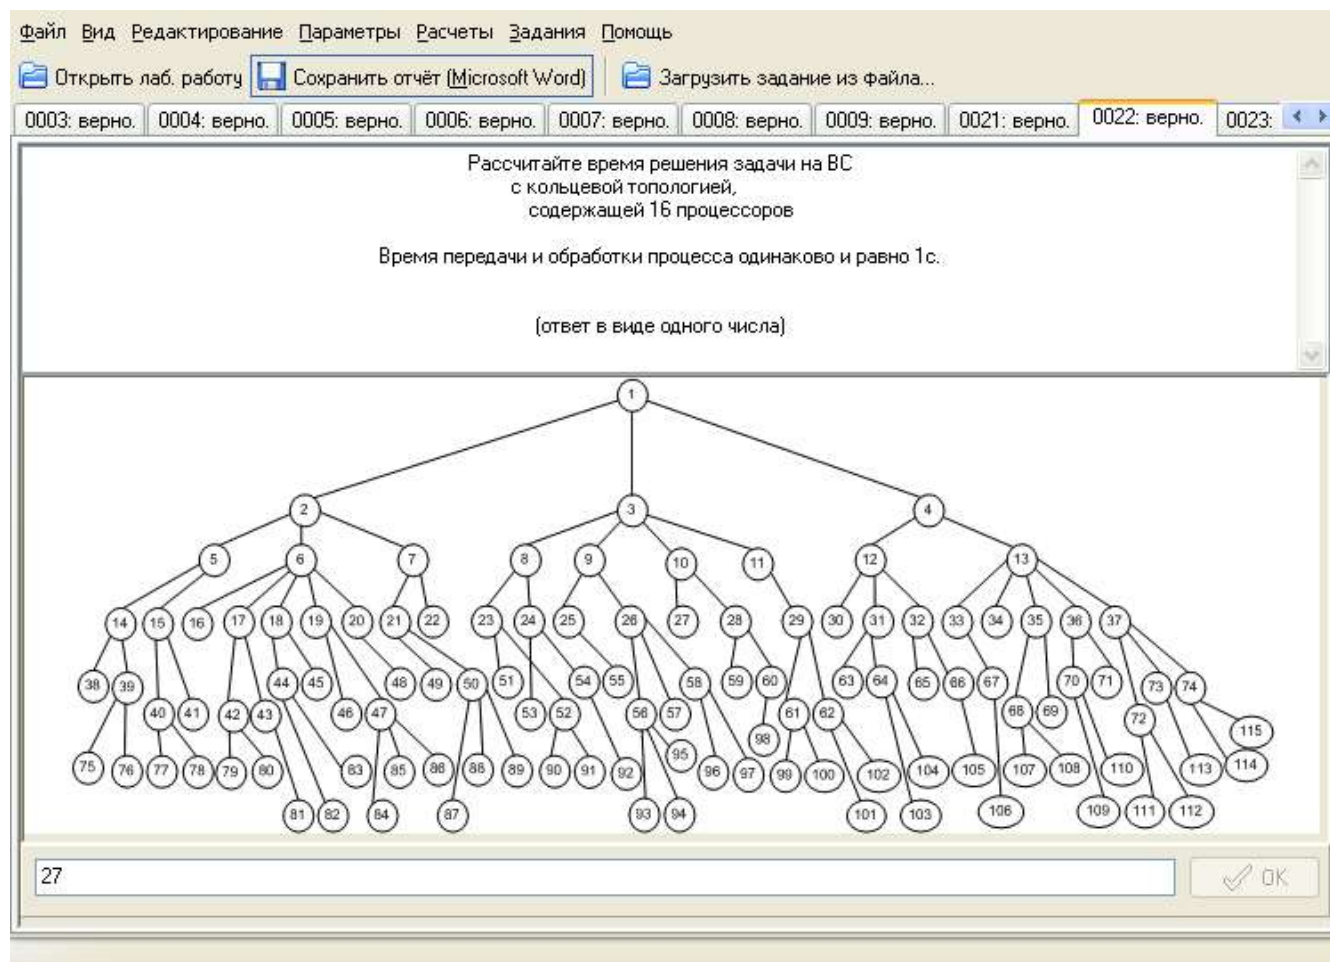 Файл Вид Редактирование Параметры Расчеты Задания Помощь
Открыть лаб. работу Сохранить отчёт (Microsoft Word) Загрузить задание из файла...
0003: верно. 0004: верно. 0005: верно. 0006: верно. 0007: верно. 0008: верно. 0009: верно. 0021: верно. 0022: верно. 0023:
Рассчитайте время решения задачи на ВС
с кольцевой топологией,
содержащей 16 процессоров
Время передачи и обработки процесса одинаково и равно 1с.
(ответ в виде одного числа)
1
2 3 4
5 6 7 8 9 10 11 12 13
14 15 16 17 18 19 20 21 22 23 24 25 26 27 28 29 30 31 32 33 34 35 36 37
38 39 44 45 48 49 50 51 54 55 58 59 60 63 64 65 66 67 70 71 73 74
40 41 42 43 46 47 53 52 56 57 61 62 68 69 72
98 95 115
75 76 77 78 79 80 83 85 86 88 89 90 91 92 96 97 99 100 102 104 105 107 108 110 113 114
81 82 84 87 93 94 101 103 106 109 111 112
27
OK